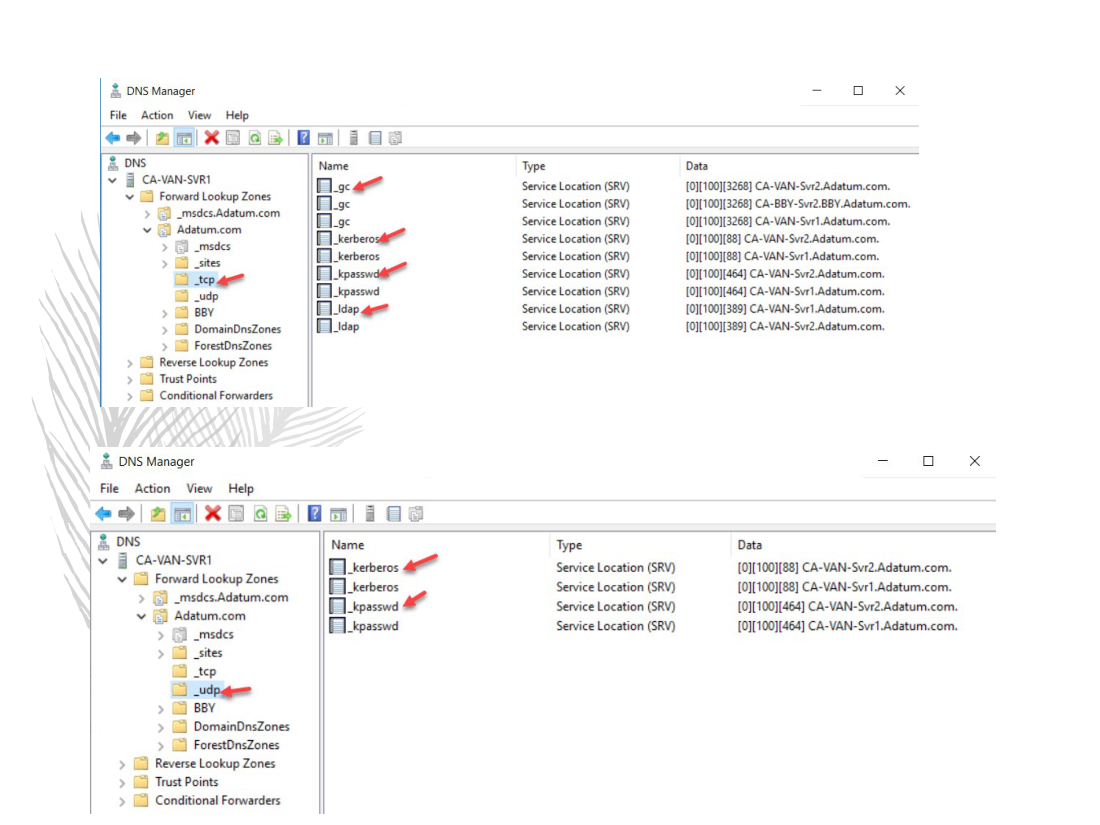 DNS Manager
File Action View Help
DNS
CA-VAN-SVR1
Forward Lookup Zones
_msdcs.Adatum.com
Adatum.com
_msdcs
_sites
_tcp
_udp
BBY
DomainDnsZones
ForestDnsZones
Reverse Lookup Zones
Trust Points
Conditional Forwarders
Name Type Data
_gc Service Location (SRV) [0][100][3268] CA-VAN-Svr2.Adatum.com.
_gc Service Location (SRV) [0][100][3268] CA-BBY-Svr2.BBY.Adatum.com.
_gc Service Location (SRV) [0][100][3268] CA-VAN-Svr1.Adatum.com.
_kerberos Service Location (SRV) [0][100][88] CA-VAN-Svr2.Adatum.com.
_kerberos Service Location (SRV) [0][100][88] CA-VAN-Svr1.Adatum.com.
_kpasswd Service Location (SRV) [0][100][464] CA-VAN-Svr2.Adatum.com.
_kpasswd Service Location (SRV) [0][100][464] CA-VAN-Svr1.Adatum.com.
_ldap Service Location (SRV) [0][100][389] CA-VAN-Svr1.Adatum.com.
_ldap Service Location (SRV) [0][100][389] CA-VAN-Svr2.Adatum.com.
DNS Manager
File Action View Help
DNS
CA-VAN-SVR1
Forward Lookup Zones
_msdcs.Adatum.com
Adatum.com
_msdcs
_sites
_tcp
_udp
BBY
DomainDnsZones
ForestDnsZones
Reverse Lookup Zones
Trust Points
Conditional Forwarders
Name Type Data
_kerberos Service Location (SRV) [0][100][88] CA-VAN-Svr2.Adatum.com.
_kerberos Service Location (SRV) [0][100][88] CA-VAN-Svr1.Adatum.com.
_kpasswd Service Location (SRV) [0][100][464] CA-VAN-Svr2.Adatum.com.
_kpasswd Service Location (SRV) [0][100][464] CA-VAN-Svr1.Adatum.com.